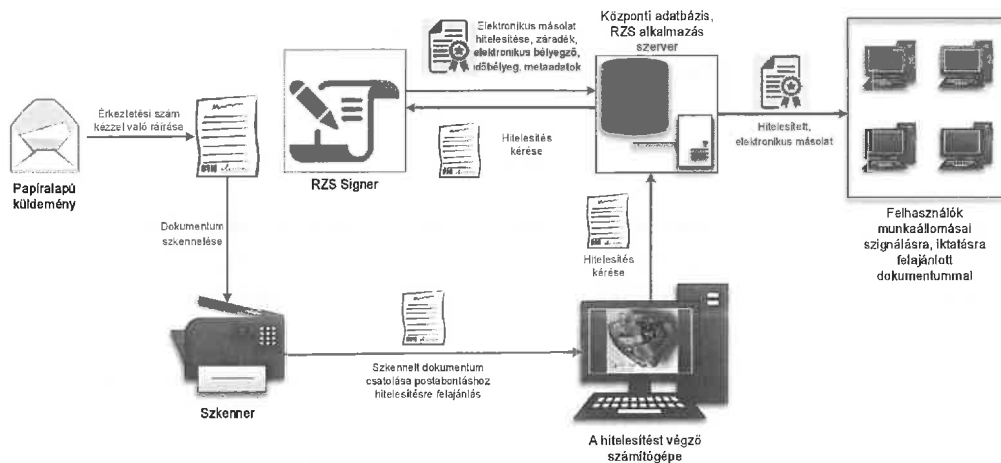 Elektronikus másolat
hitelesítése, záradék,
elektronikus bélyegző,
időbélyeg, metaadatok
Központi adatbázis,
RZS alkalmazás
szerver
Érkeztetési szám
kézzel való ráírása
Papíralapú
küldemény
RZS Signer
Hitelesítés
kérése
Hitelesített,
elektronikus másolat
Felhasználók
munkaállomásai
szignálásra, iktatásra
felajánlott
dokumentummal
Dokumentum
szkennelése
Hitelesítés
kérése
Szkenner
Szkennelt dokumentum
csatolása postabontáshoz
hitelesítésre felajánlás
A hitelesítést végző
számítógépe